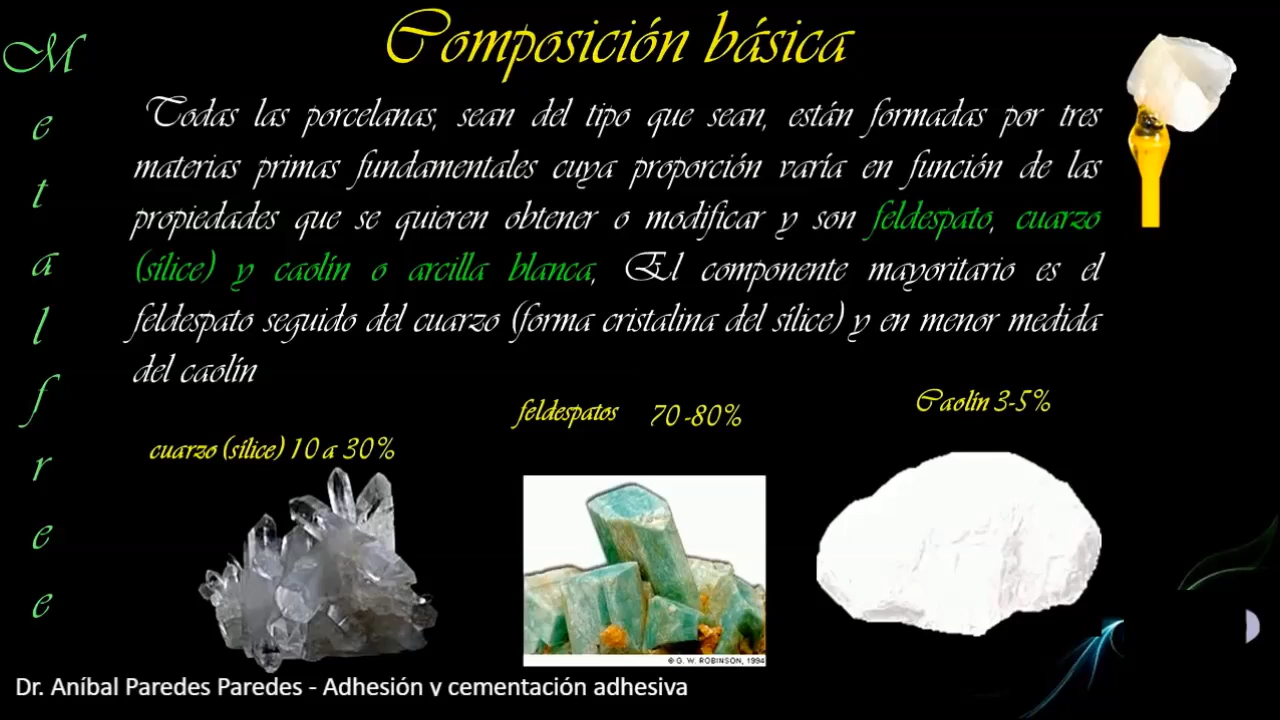 Composición básica
Metalfree
Todas las porcelanas, sean del tipo que sean, están formadas por tres
materias primas fundamentales cuya proporción varía en función de las
propiedades que se quieren obtener o modificar y son feldespato, cuarzo
(sílice) y caolín o arcilla blanca, El componente mayoritario es el
feldespato seguido del cuarzo (forma cristalina del sílice) y en menor medida
del caolín
cuarzo (sílice) 10 a 30%
feldespatos 70-80%
Caolín 3-5%
© G. W. ROBINSON, 1994
Dr. Aníbal Paredes Paredes - Adhesión y cementación adhesiva